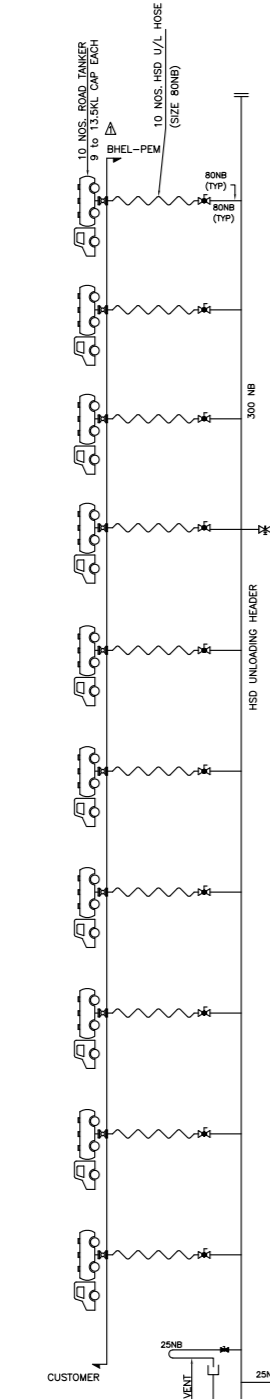 10 NOS. ROAD TANKER
9 to 13.5KL CAP EACH
10 NOS. HSD U/L HOSE
(SIZE 80NB)
BHEL-PEM
80NB
(TYP)
80NB
(TYP)
300 NB
HSD UNLOADING HEADER
25NB
VENT
CUSTOMER